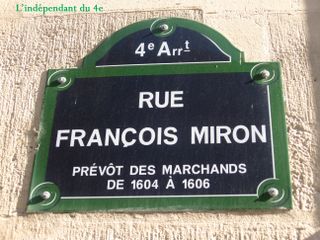 L'indépendant du 4e
4e Arrt
RUE
FRANÇOIS MIRON
PRÉVÔT DES MARCHANDS
DE 1604 À 1606